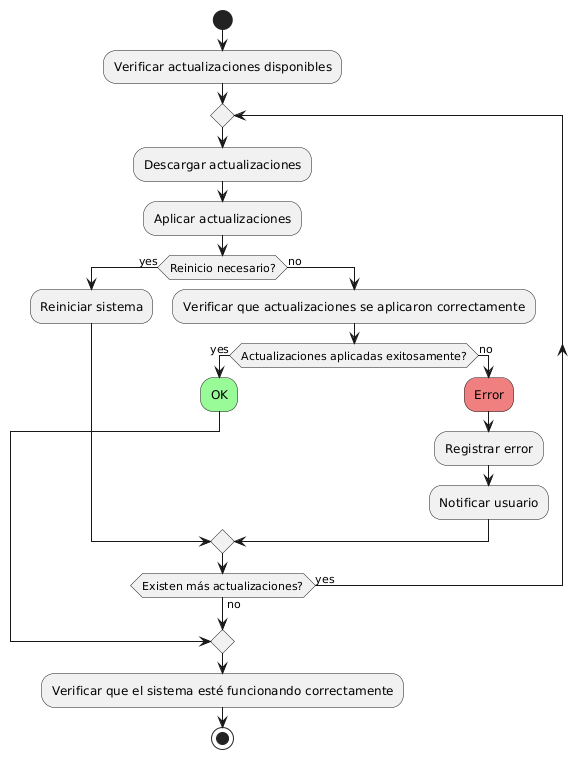 Verificar actualizaciones disponibles
Descargar actualizaciones
Aplicar actualizaciones
yes
Reinicio necesario?
no
Reiniciar sistema
Verificar que actualizaciones se aplicaron correctamente
yes
Actualizaciones aplicadas exitosamente?
no
OK
Error
Registrar error
Notificar usuario
Existen más actualizaciones?
yes
no
Verificar que el sistema esté funcionando correctamente